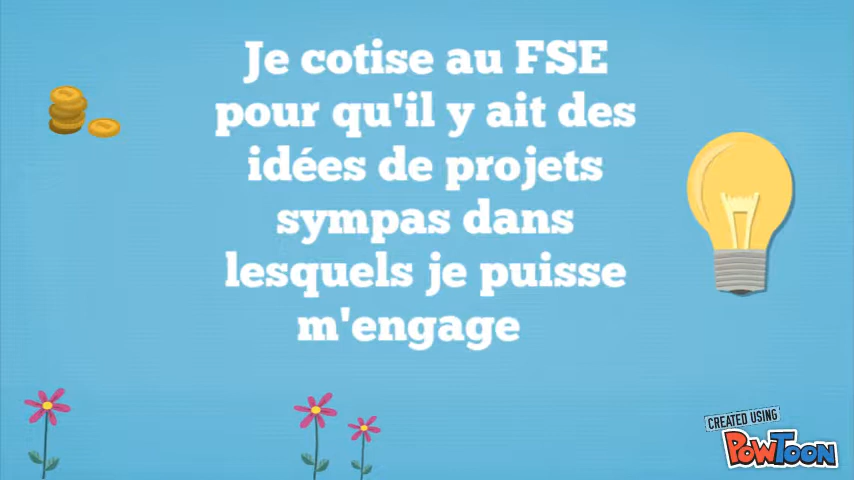 Je cotise au FSE
pour qu'il y ait des
idées de projets
sympas dans
lesquels je puisse
m'engage
CREATED USING
POWTOON